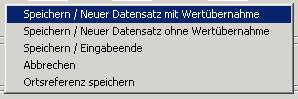 Speichern / Neuer Datensatz mit Wertübernahme
Speichern / Neuer Datensatz ohne Wertübernahme
Speichern / Eingabeende
Abbrechen
Ortsreferenz speichern